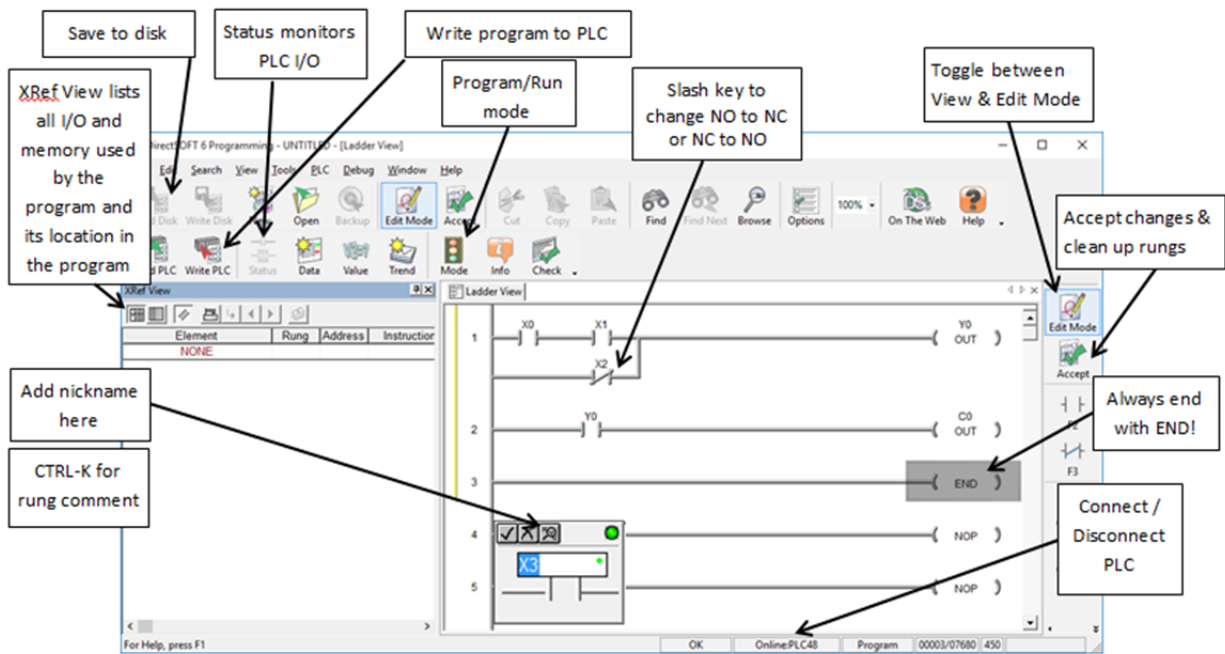 Save to disk
Status monitors
PLC I/O
Write program to PLC
XRef View lists
all I/O and
memory used
by the
program and
its location in
the program
Program/Run
mode
Slash key to
change NO to NC
or NC to NO
Toggle between
View & Edit Mode
Accept changes &
clean up rungs
DirectSOFT 6 Programming - UNTITLED - [Ladder View]
Edit Search View Tools PLC Debug Window Help
Write Disk Open Backup Edit Mode Accept Cut Copy Paste Find Find Next Browse Options 100% On The Web Help
PLC Write PLC Status Data Value Trend Mode Info Check
XRef View
Element Rung Address Instruction
NONE
Ladder View
1 X0 X1 Y0
OUT
X2
2 Y0 C0
OUT
3 END
4 NOP
X3
5 NOP
Edit Mode
Accept
F2
F3
Add nickname
here
CTRL-K for
rung comment
Always end
with END!
Connect /
Disconnect
PLC
For Help, press F1
OK Online:PLC48 Program 00003/07680 450